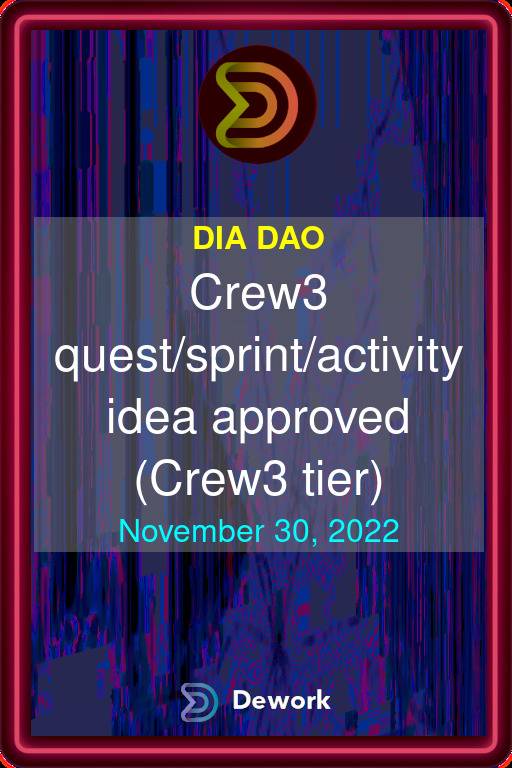 DIA DAO
Crew3
quest/sprint/activity
idea approved
(Crew3 tier)
November 30, 2022
Dework